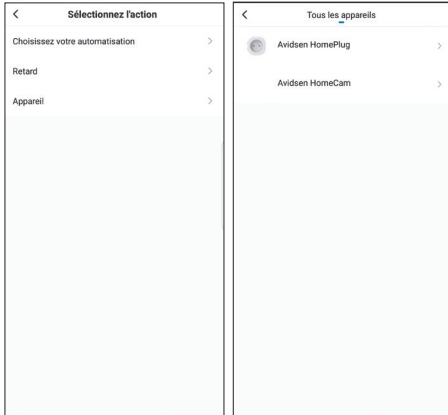 Sélectionnez l'action
Choisissez votre automatisation
Retard
Appareil
Tous les appareils
Avidsen HomePlug
Avidsen HomeCam